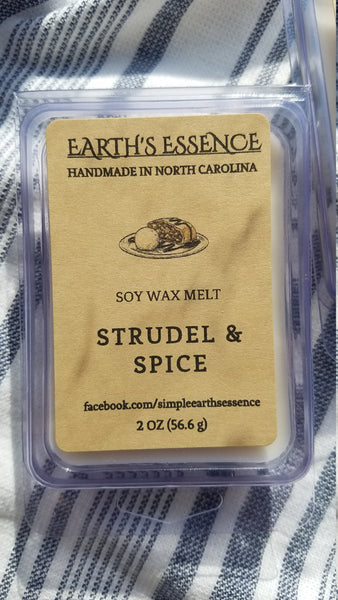 EARTH'S ESSENCE
HANDMADE IN NORTH CAROLINA
SOY WAX MELT
STRUDEL &
SPICE
facebook.com/simpleearthsessence
2 OZ (56.6 g)